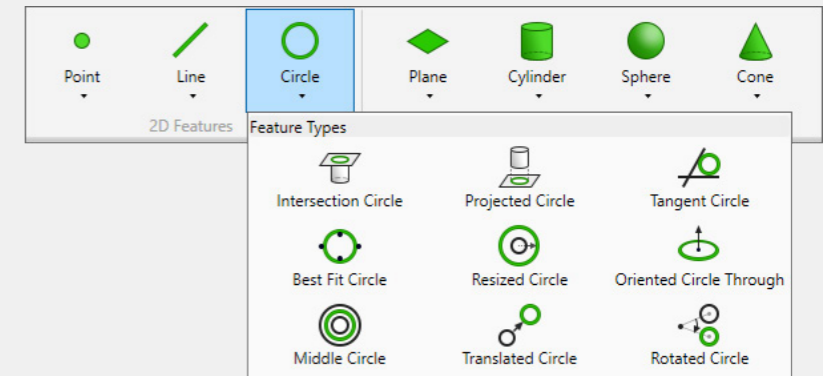 Point Line Circle Plane Cylinder Sphere Cone
2D Features
Feature Types
Intersection Circle Projected Circle Tangent Circle
Best Fit Circle Resized Circle Oriented Circle Through
Middle Circle Translated Circle Rotated Circle